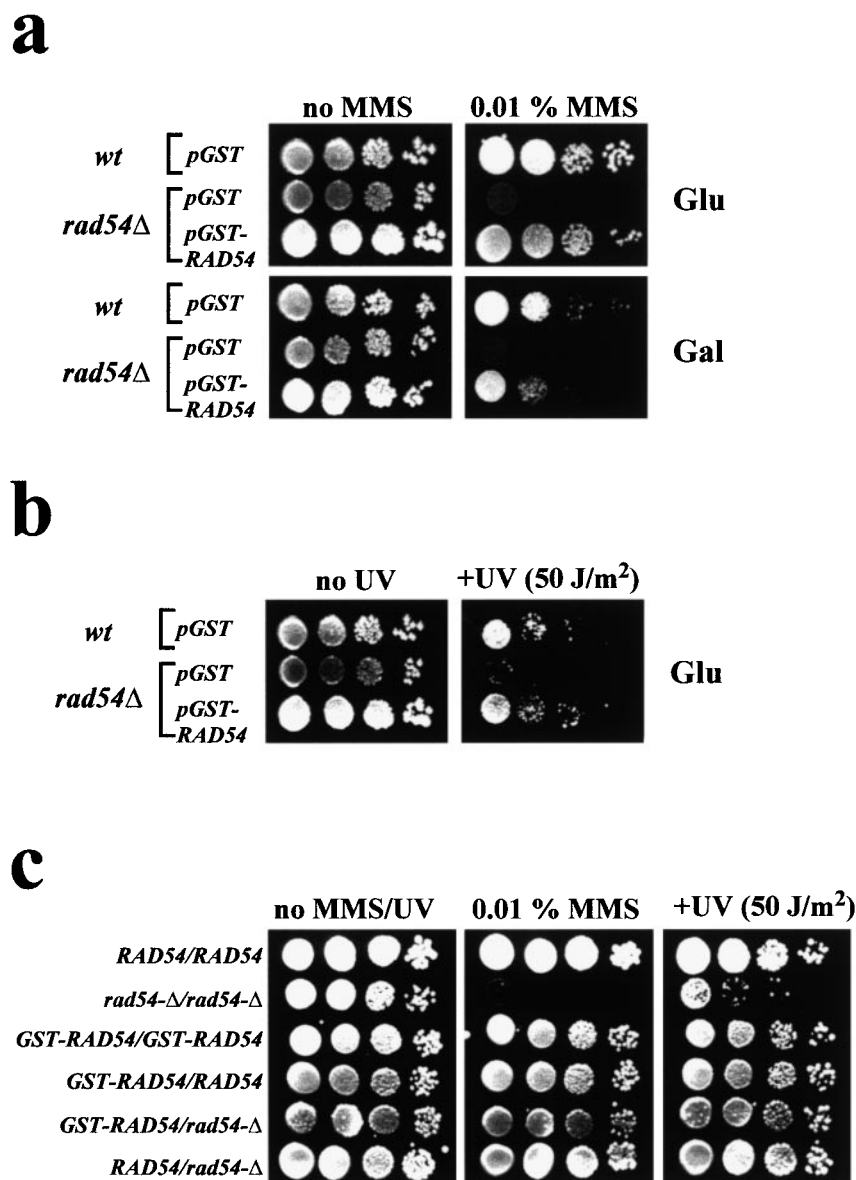 a
no MMS 0.01 % MMS
wt pGST
rad54Δ pGST
pGST-
RAD54
Glu
wt pGST
rad54Δ pGST
pGST-
RAD54
Gal
b
no UV +UV (50 J/m²)
wt pGST
rad54Δ pGST
pGST-
RAD54
Glu
c
no MMS/UV 0.01 % MMS +UV (50 J/m²)
RAD54/RAD54
rad54-Δ/rad54-Δ
GST-RAD54/GST-RAD54
GST-RAD54/RAD54
GST-RAD54/rad54-Δ
RAD54/rad54-Δ